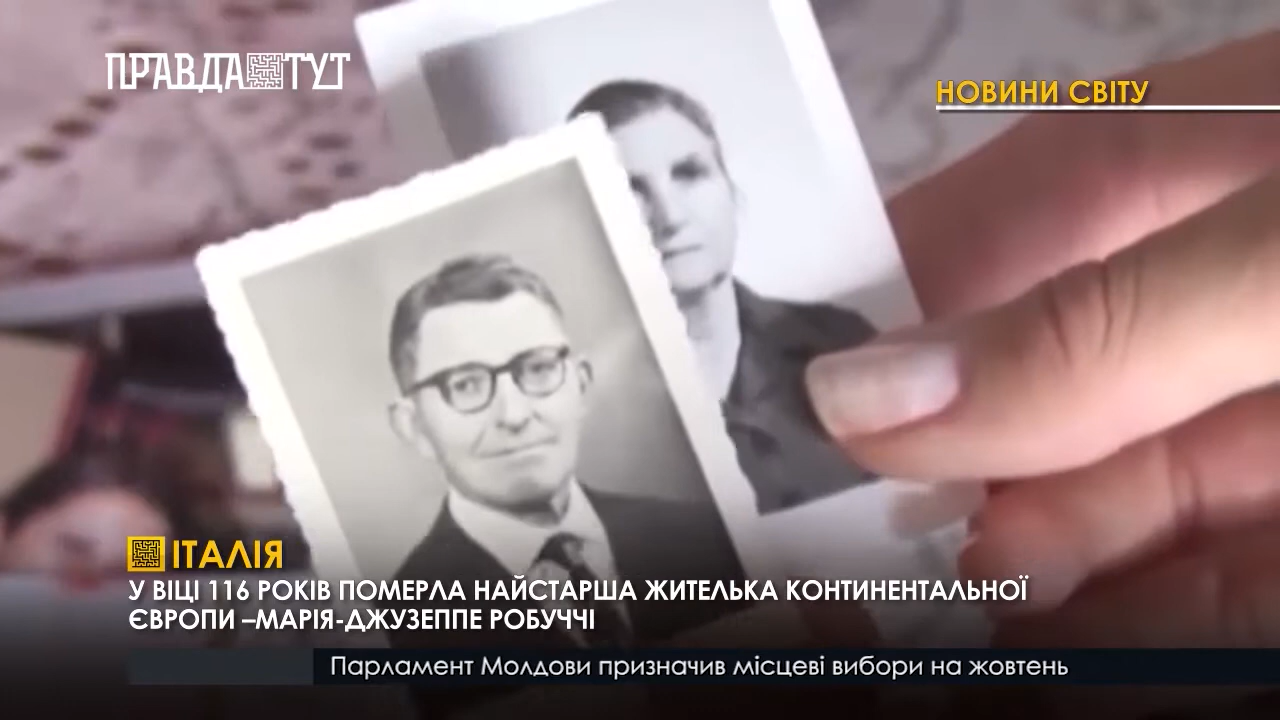 ПРАВДА ТУТ
НОВИНИ СВІТУ
ІТАЛІЯ
У ВІЦІ 116 РОКІВ ПОМЕРЛА НАЙСТАРША ЖИТЕЛЬКА КОНТИНЕНТАЛЬНОЇ
ЄВРОПИ –МАРІЯ-ДЖУЗЕППЕ РОБУЧЧІ
Парламент Молдови призначив місцеві вибори на жовтень